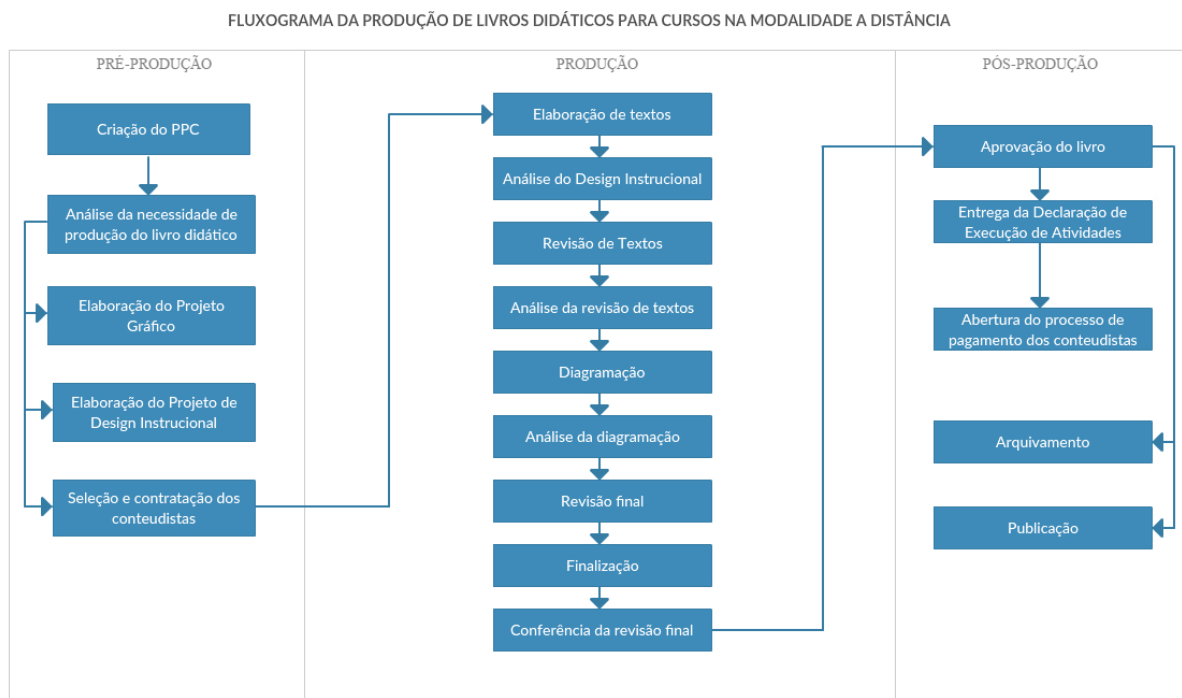 FLUXOGRAMA DA PRODUÇÃO DE LIVROS DIDÁTICOS PARA CURSOS NA MODALIDADE A DISTÂNCIA
PRÉ-PRODUÇÃO
Criação do PPC
Análise da necessidade de
produção do livro didático
Elaboração do Projeto
Gráfico
Elaboração do Projeto de
Design Instrucional
Seleção e contratação dos
conteudistas
PRODUÇÃO
Elaboração de textos
Análise do Design Instrucional
Revisão de Textos
Análise da revisão de textos
Diagramação
Análise da diagramação
Revisão final
Finalização
Conferência da revisão final
PÓS-PRODUÇÃO
Aprovação do livro
Entrega da Declaração de
Execução de Atividades
Abertura do processo de
pagamento dos conteudistas
Arquivamento
Publicação